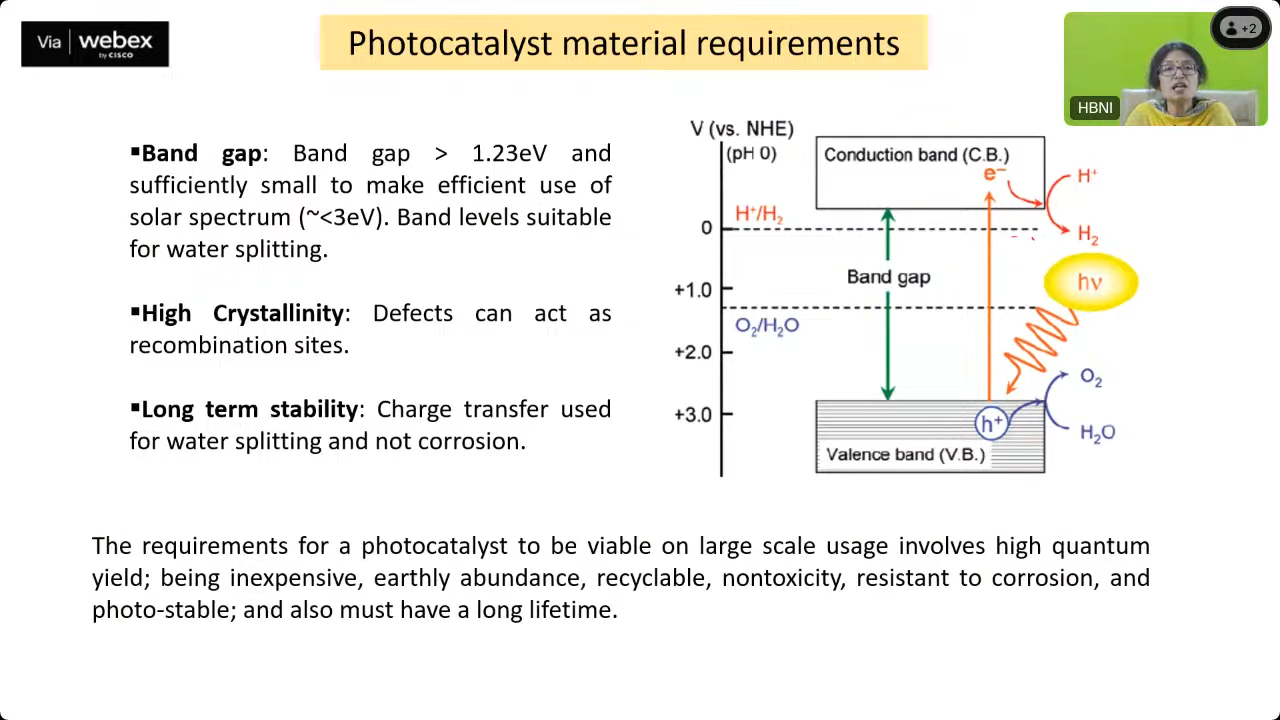 Via webex
by CISCO
Photocatalyst material requirements
+2
HBNI
▪Band gap: Band gap > 1.23eV and
sufficiently small to make efficient use of
solar spectrum (~<3eV). Band levels suitable
for water splitting.
▪High Crystallinity: Defects can act as
recombination sites.
▪Long term stability: Charge transfer used
for water splitting and not corrosion.
V (vs. NHE)
(pH 0)
Conduction band (C.B.)
e⁻
H⁺
H⁺/H₂
0
H₂
Band gap
hν
+1.0
O₂/H₂O
+2.0
O₂
+3.0
h⁺
H₂O
Valence band (V.B.)
The requirements for a photocatalyst to be viable on large scale usage involves high quantum
yield; being inexpensive, earthly abundance, recyclable, nontoxicity, resistant to corrosion, and
photo-stable; and also must have a long lifetime.